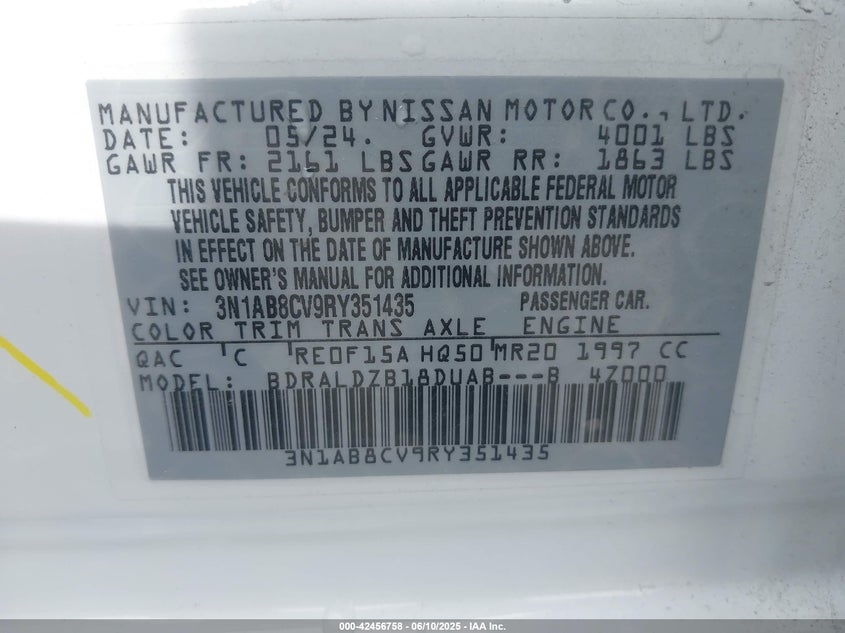 MANUFACTURED BY NISSAN MOTOR CO., LTD.
DATE: 05/24. GVWR: 4001 LBS
GAWR FR: 2161 LBS GAWR RR: 1863 LBS
THIS VEHICLE CONFORMS TO ALL APPLICABLE FEDERAL MOTOR
VEHICLE SAFETY, BUMPER AND THEFT PREVENTION STANDARDS
IN EFFECT ON THE DATE OF MANUFACTURE SHOWN ABOVE.
SEE OWNER'S MANUAL FOR ADDITIONAL INFORMATION.
VIN: 3N1AB8CV9RY351435 PASSENGER CAR.
COLOR TRIM TRANS AXLE ENGINE
QAC 'C 'RE0F15A HQ50 'MR20 1997 CC
MODEL: BDRALDZB18DUAB---B 4Z000
3N1AB8CV9RY351435
000-42456758 - 06/10/2025 - IAA Inc.